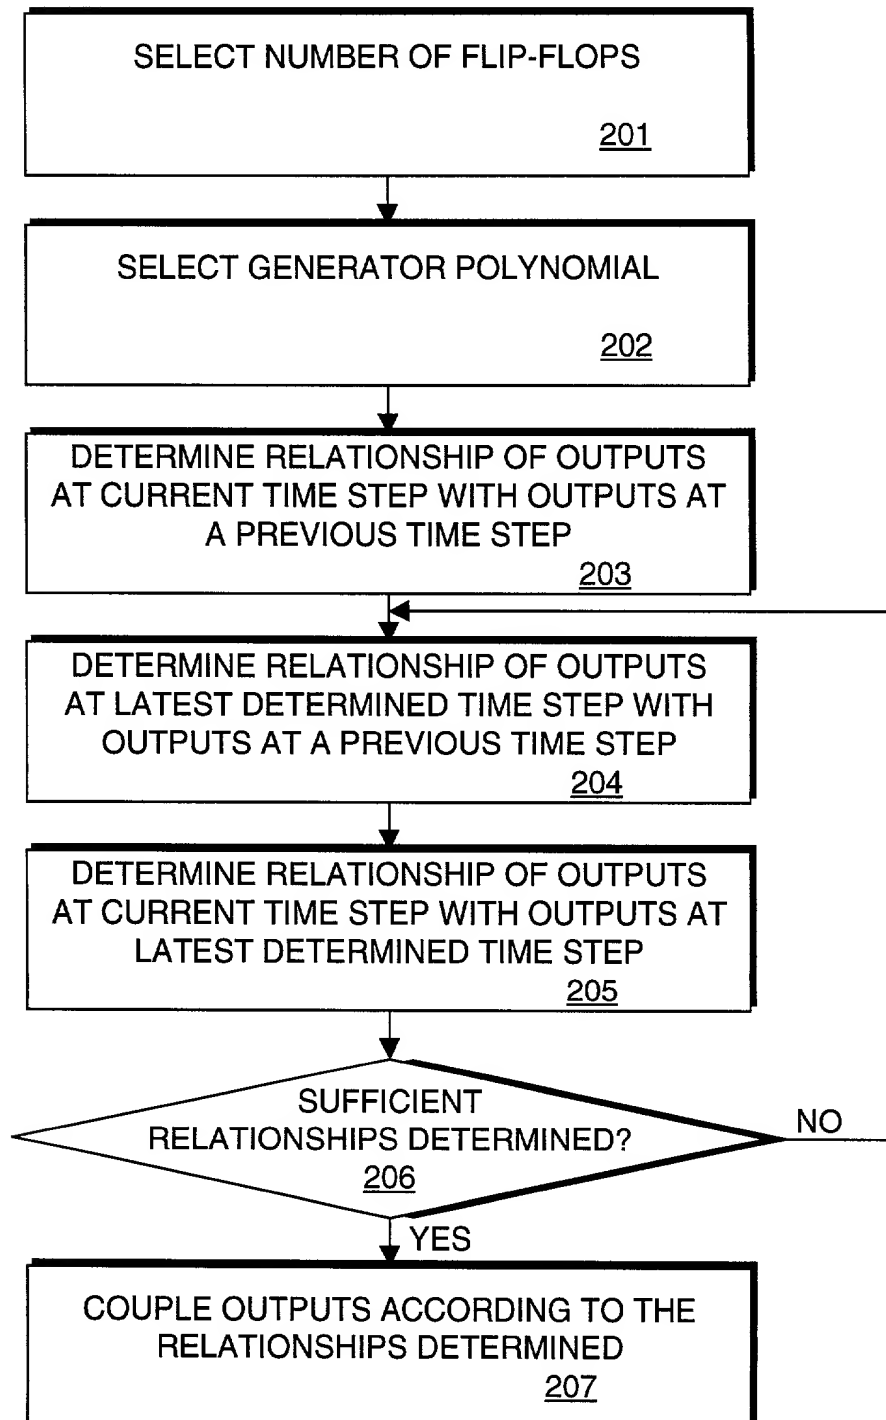 SELECT NUMBER OF FLIP-FLOPS
201
SELECT GENERATOR POLYNOMIAL
202
DETERMINE RELATIONSHIP OF OUTPUTS
AT CURRENT TIME STEP WITH OUTPUTS AT
A PREVIOUS TIME STEP
203
DETERMINE RELATIONSHIP OF OUTPUTS
AT LATEST DETERMINED TIME STEP WITH
OUTPUTS AT A PREVIOUS TIME STEP
204
DETERMINE RELATIONSHIP OF OUTPUTS
AT CURRENT TIME STEP WITH OUTPUTS AT
LATEST DETERMINED TIME STEP
205
SUFFICIENT
RELATIONSHIPS DETERMINED?
206
NO
YES
COUPLE OUTPUTS ACCORDING TO THE
RELATIONSHIPS DETERMINED
207